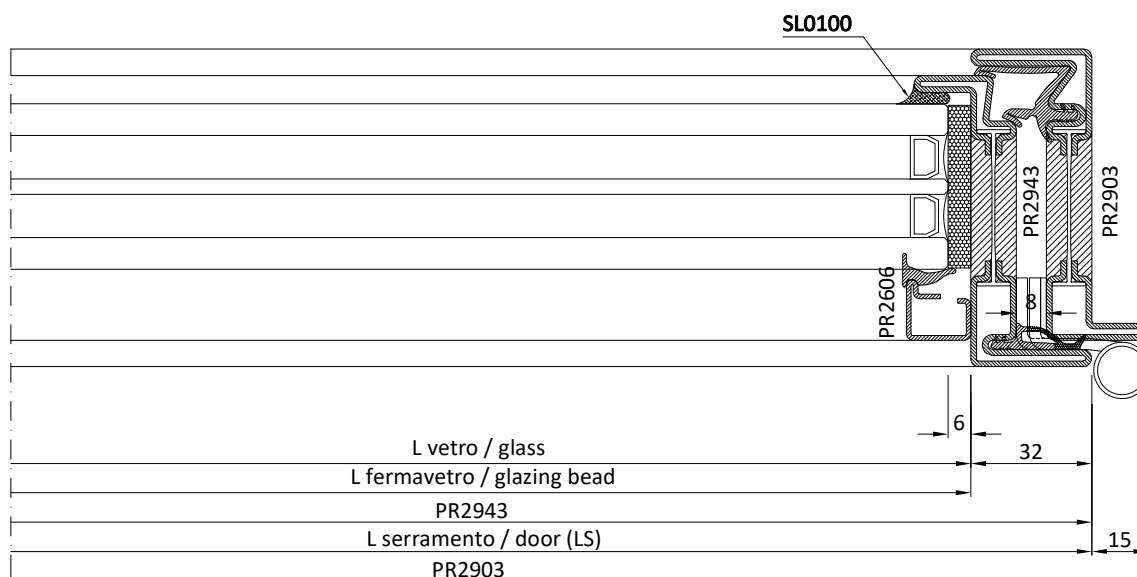 SL0100
PR2943
PR2903
PR2606
8
6
L vetro / glass
32
L fermavetro / glazing bead
PR2943
L serramento / door (LS)
15
PR2903